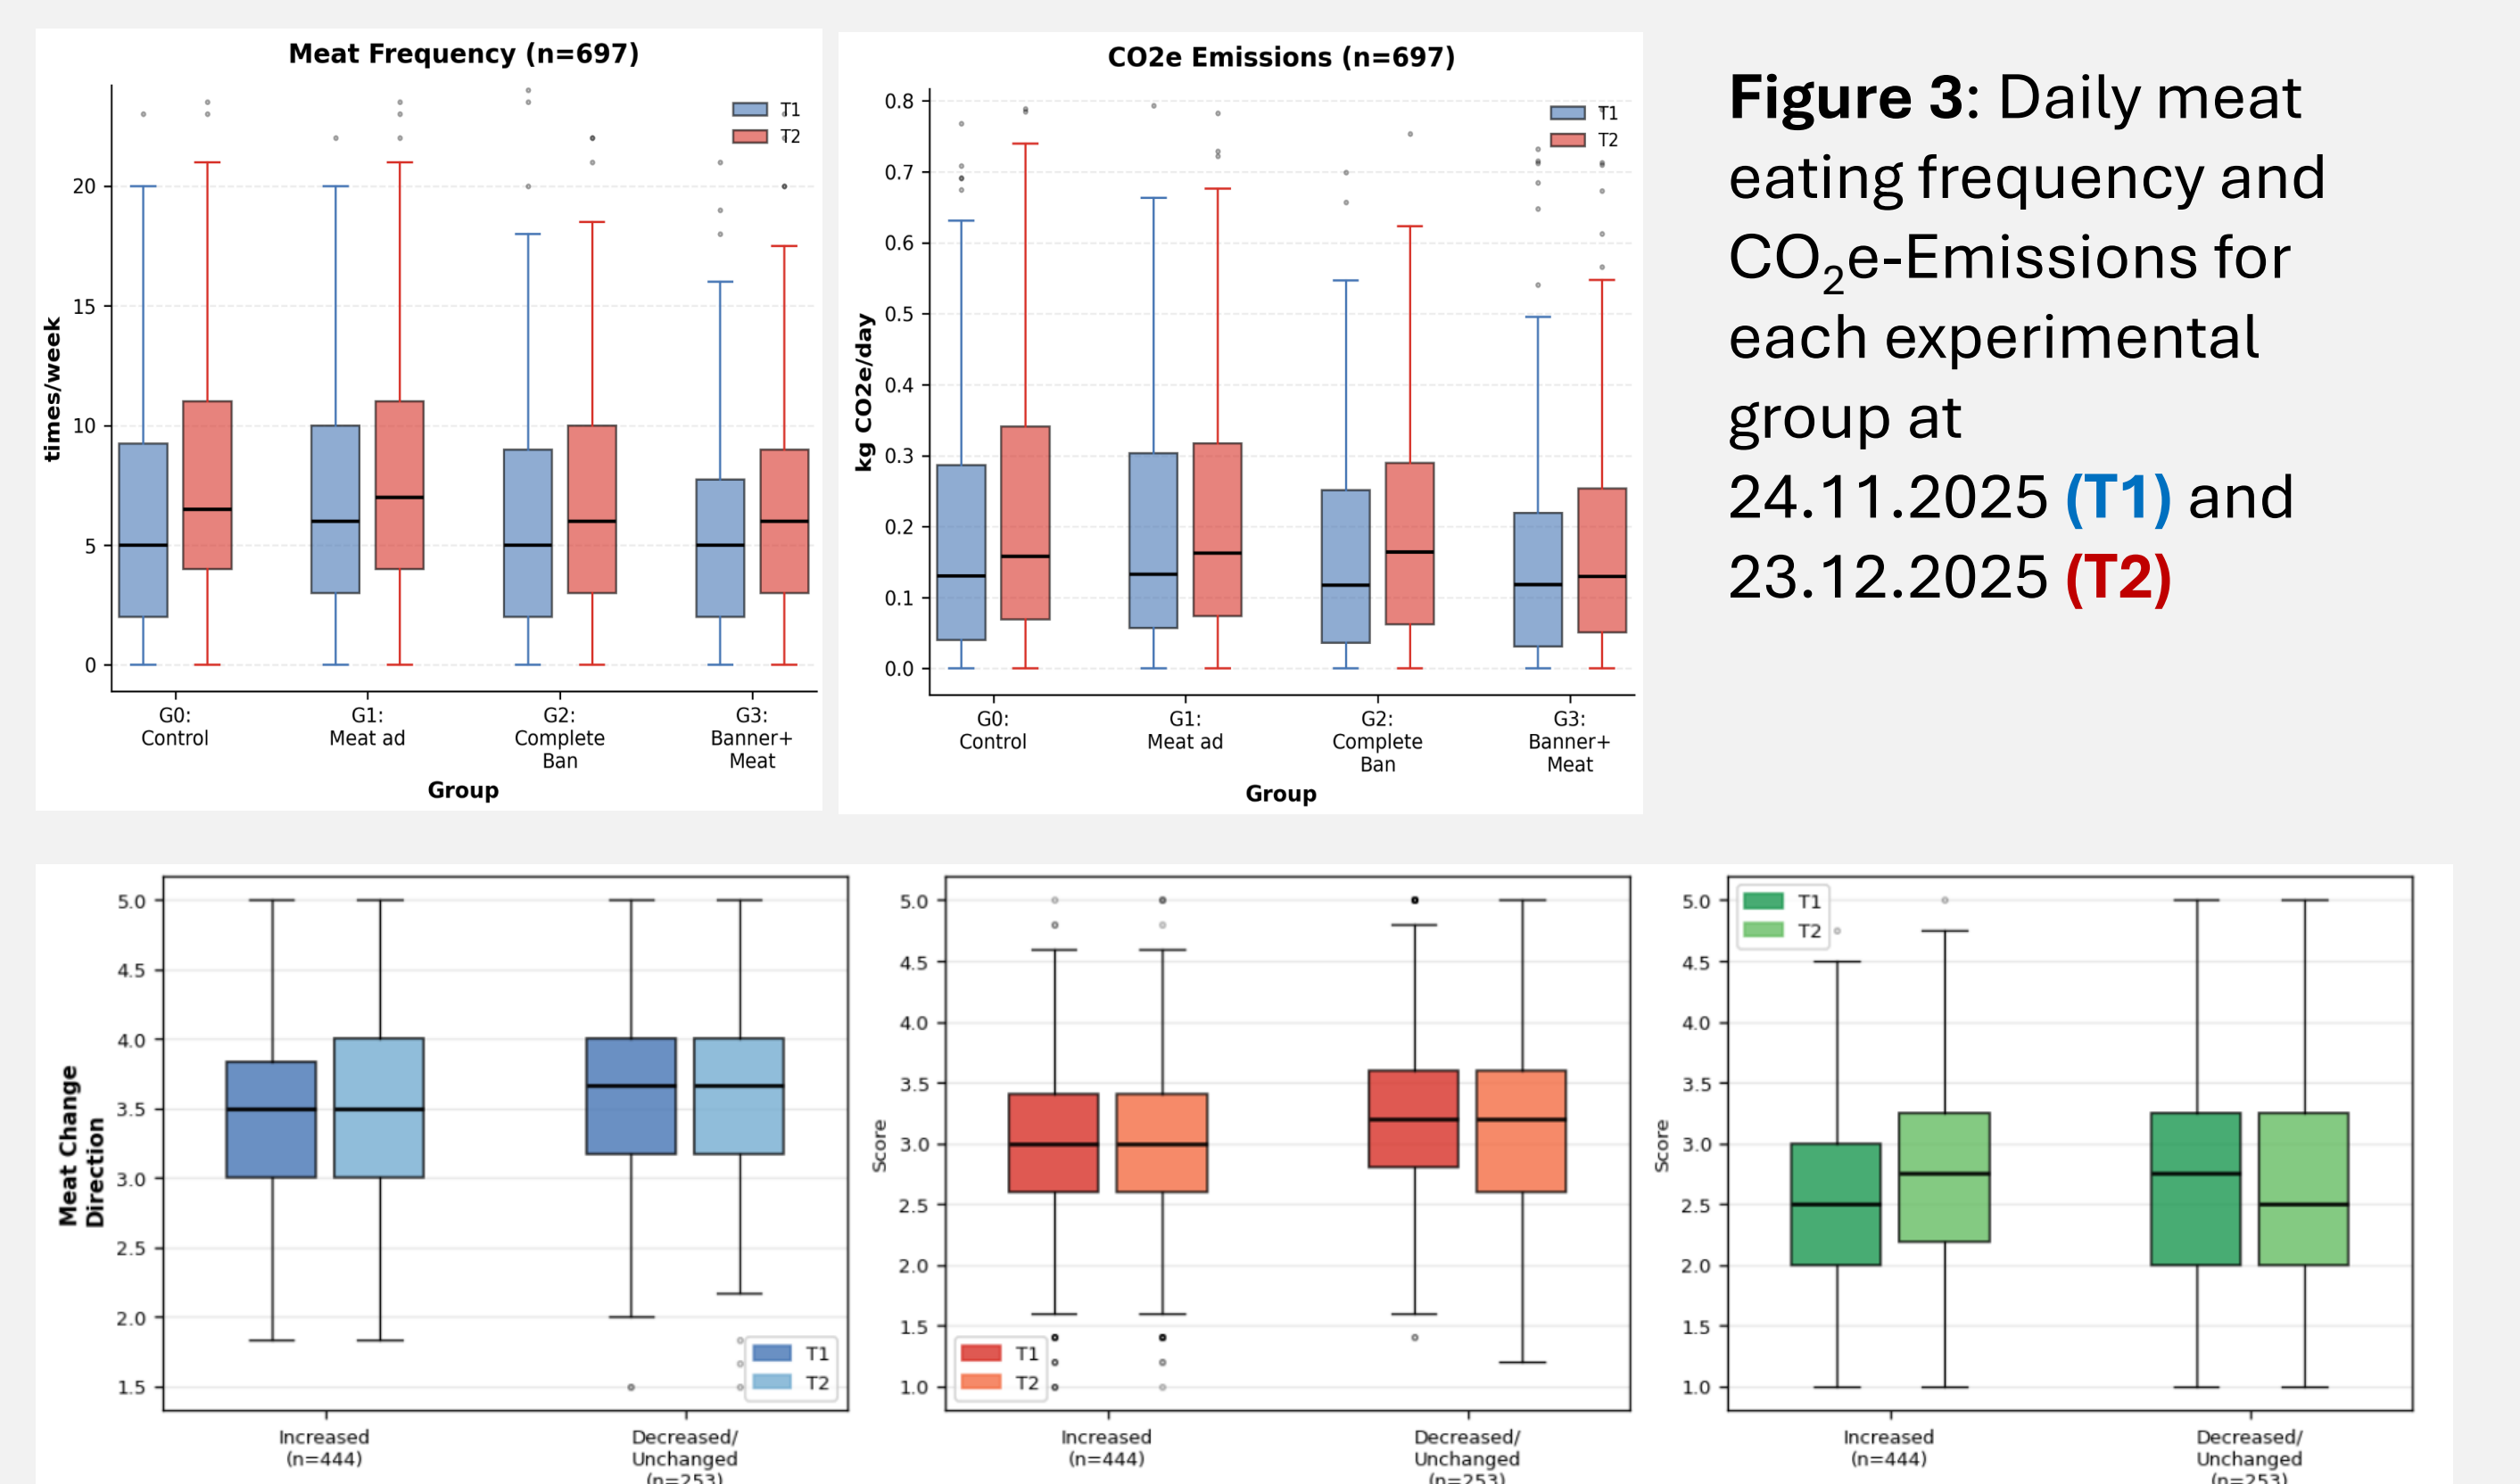 Meat Frequency (n=697)
T1
T2
times/week
20
15
10
5
0
G0:
Control
G1:
Meat ad
G2:
Complete
Ban
G3:
Banner+
Meat
Group
CO2e Emissions (n=697)
T1
T2
kg CO2e/day
0.8
0.7
0.6
0.5
0.4
0.3
0.2
0.1
0.0
G0:
Control
G1:
Meat ad
G2:
Complete
Ban
G3:
Banner+
Meat
Group
Figure 3: Daily meat
eating frequency and
CO₂e-Emissions for
each experimental
group at
24.11.2025 (T1) and
23.12.2025 (T2)
Meat Change
Direction
5.0
4.5
4.0
3.5
3.0
2.5
2.0
1.5
T1
T2
Increased
(n=444)
Decreased/
Unchanged
(n=253)
Score
5.0
4.5
4.0
3.5
3.0
2.5
2.0
1.5
1.0
T1
T2
Increased
(n=444)
Decreased/
Unchanged
(n=253)
Score
5.0
4.5
4.0
3.5
3.0
2.5
2.0
1.5
1.0
T1
T2
Increased
(n=444)
Decreased/
Unchanged
(n=253)